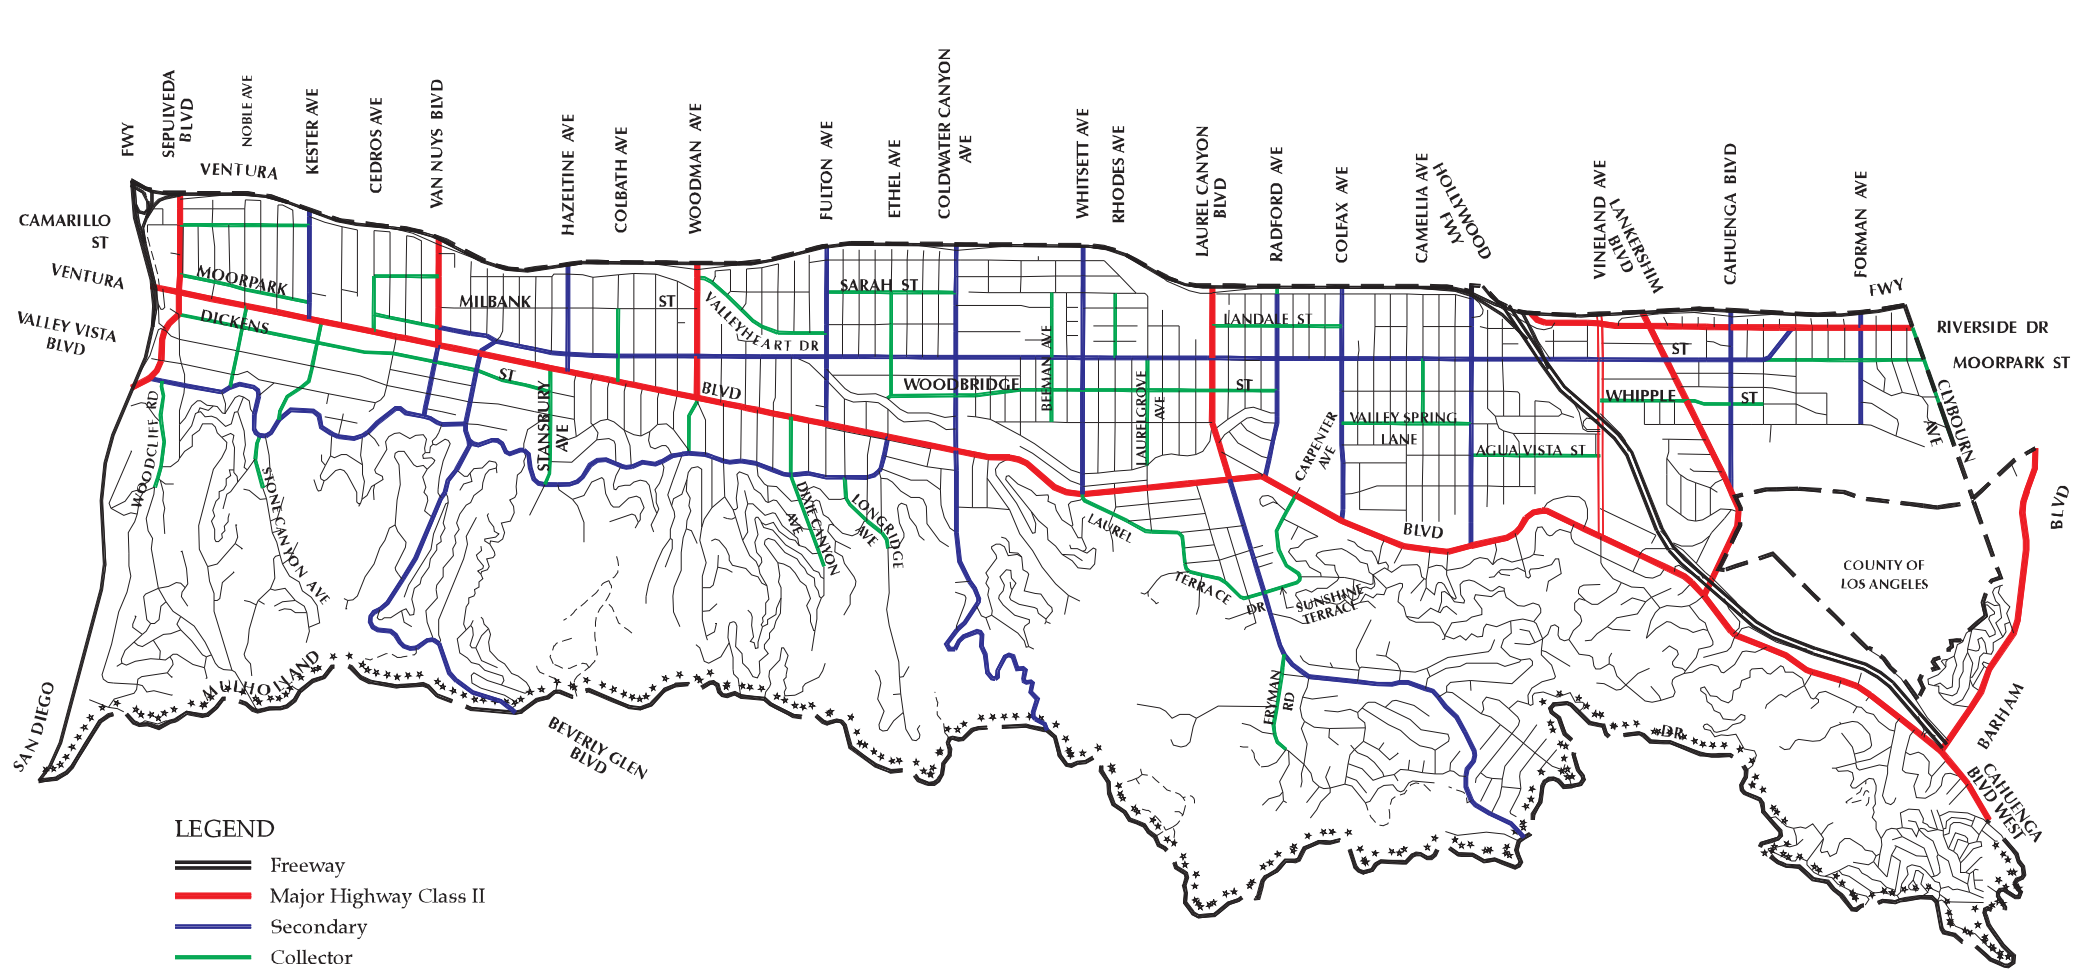 FWY
SEPULVEDA
BLVD
NOBLE AVE
KESTER AVE
CEDROS AVE
VAN NUYS BLVD
HAZELTINE AVE
COLBATH AVE
WOODMAN AVE
FULTON AVE
ETHEL AVE
COLDWATER CANYON
AVE
WHITSETT AVE
RHODES AVE
LAUREL CANYON
BLVD
RADFORD AVE
COLFAX AVE
CAMELLIA AVE
HOLLYWOOD
FWY
VINELAND AVE
LANKERSHIM
BLVD
CAHUENGA BLVD
FORMAN AVE
VENTURA
FWY
CAMARILLO
ST
VENTURA
BLVD
BLVD
VALLEY VISTA
BLVD
MOORPARK
ST
DICKENS
ST
MILBANK
ST
VALLEYHEART DR
SARAH ST
LANDALE ST
RIVERSIDE DR
MOORPARK ST
WOODBRIDGE
ST
BEEMAN AVE
LAURELGROVE
AVE
WHIPPLE
ST
VALLEY SPRING
LANE
AGUA VISTA ST
CARPENTER
AVE
STANSBURY
AVE
WOODCLIFF RD
STONE CANYON AVE
DIXIE CANYON
AVE
LONGRIDGE
AVE
LAUREL
TERRACE
DR
SUNSHINE
TERRACE
CLYBOURN
AVE
BLVD
COUNTY OF
LOS ANGELES
FRYMAN
RD
SAN DIEGO
MULHOLLAND
DR
BEVERLY GLEN
BLVD
BARHAM
CAHUENGA
BLVD WEST
LEGEND
Freeway
Major Highway Class II
Secondary
Collector